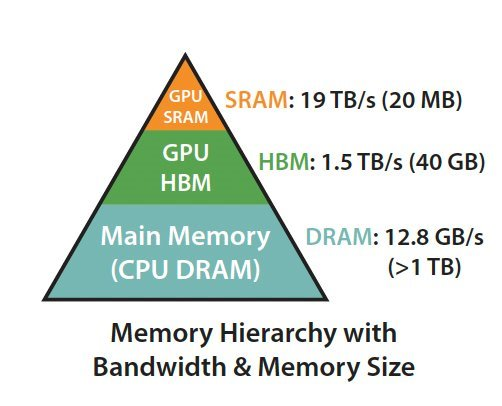 GPU
SRAM
SRAM: 19 TB/s (20 MB)
GPU
HBM
HBM: 1.5 TB/s (40 GB)
Main Memory
(CPU DRAM)
DRAM: 12.8 GB/s
(>1 TB)
Memory Hierarchy with
Bandwidth & Memory Size